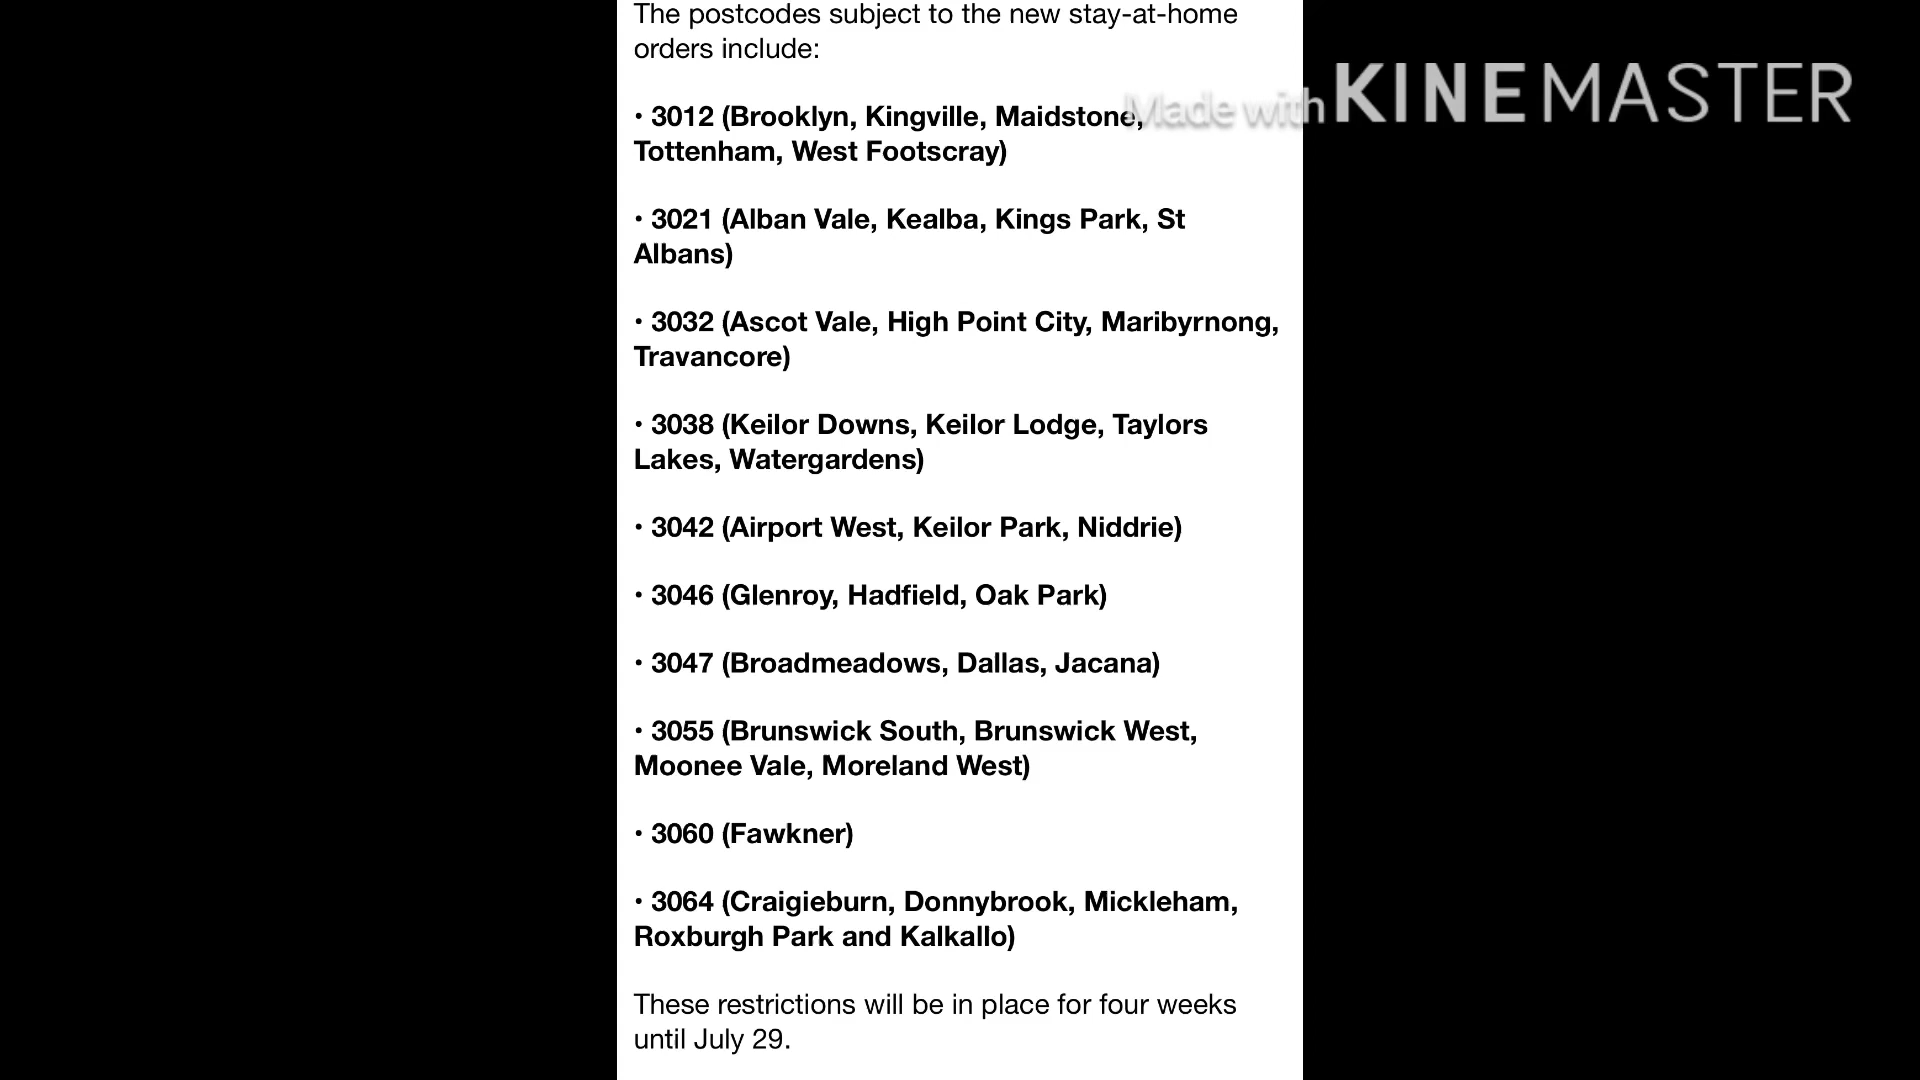 The postcodes subject to the new stay-at-home
orders include:
Made with KINEMASTER
• 3012 (Brooklyn, Kingville, Maidstone,
Tottenham, West Footscray)
• 3021 (Alban Vale, Kealba, Kings Park, St
Albans)
• 3032 (Ascot Vale, High Point City, Maribyrnong,
Travancore)
• 3038 (Keilor Downs, Keilor Lodge, Taylors
Lakes, Watergardens)
• 3042 (Airport West, Keilor Park, Niddrie)
• 3046 (Glenroy, Hadfield, Oak Park)
• 3047 (Broadmeadows, Dallas, Jacana)
• 3055 (Brunswick South, Brunswick West,
Moonee Vale, Moreland West)
• 3060 (Fawkner)
• 3064 (Craigieburn, Donnybrook, Mickleham,
Roxburgh Park and Kalkallo)
These restrictions will be in place for four weeks
until July 29.